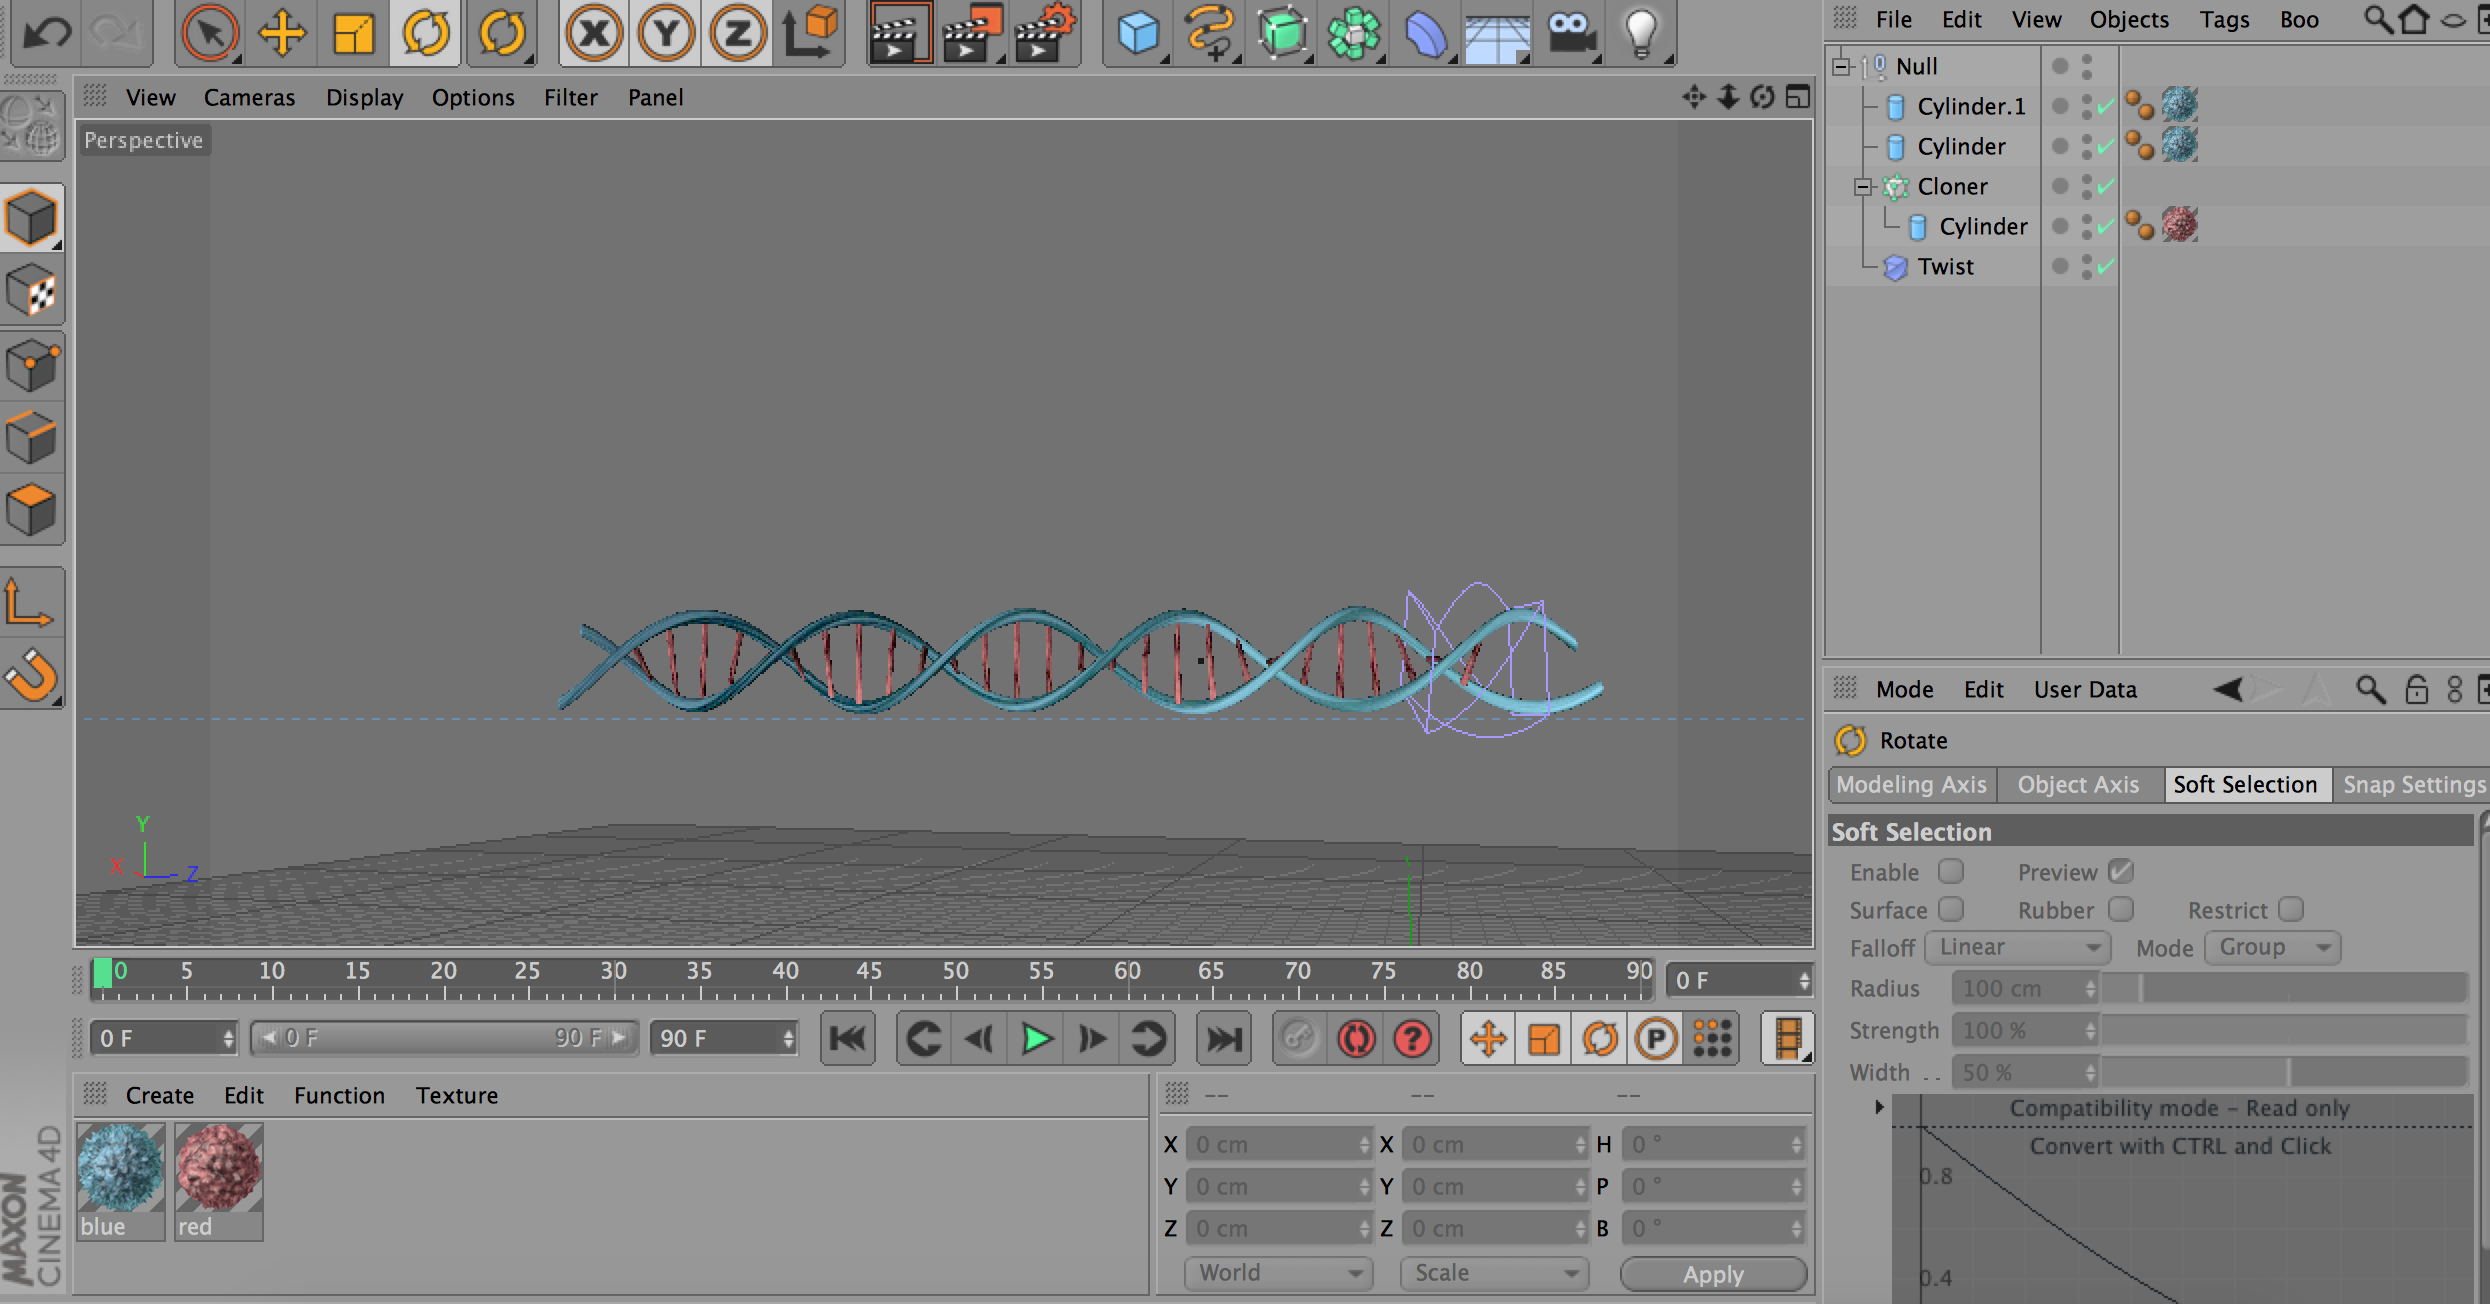 X Y Z
File Edit View Objects Tags Boo
Null
Cylinder.1
Cylinder
Cloner
Cylinder
Twist
View Cameras Display Options Filter Panel
Perspective
Y
X Z
0 5 10 15 20 25 30 35 40 45 50 55 60 65 70 75 80 85 90 0 F
0 F 0 F 90 F 90 F ? P
Create Edit Function Texture
blue red
MAXON
CINEMA 4D
-- -- --
X 0 cm X 0 cm H 0 °
Y 0 cm Y 0 cm P 0 °
Z 0 cm Z 0 cm B 0 °
World Scale Apply
Mode Edit User Data
Rotate
Modeling Axis Object Axis Soft Selection Snap Settings
Soft Selection
Enable Preview
Surface Rubber Restrict
Falloff Linear Mode Group
Radius 100 cm
Strength 100 %
Width . . 50 %
Compatibility mode – Read only
Convert with CTRL and Click
0.8
0.4